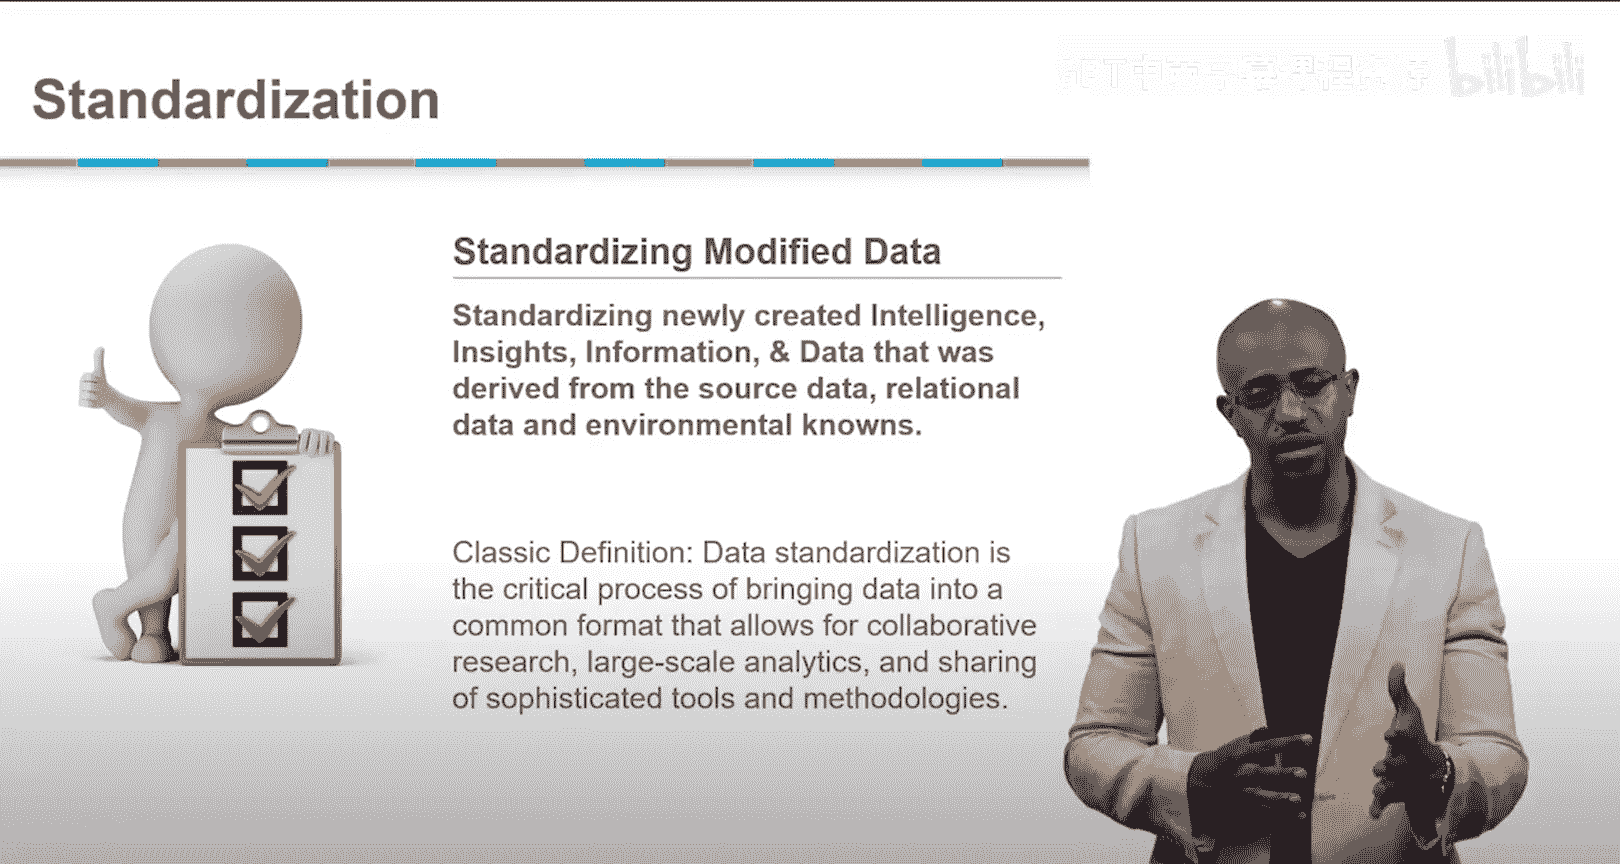 bilibili
Standardization
Standardizing Modified Data
Standardizing newly created Intelligence,
Insights, Information, & Data that was
derived from the source data, relational
data and environmental knowns.
Classic Definition: Data standardization is
the critical process of bringing data into a
common format that allows for collaborative
research, large-scale analytics, and sharing
of sophisticated tools and methodologies.